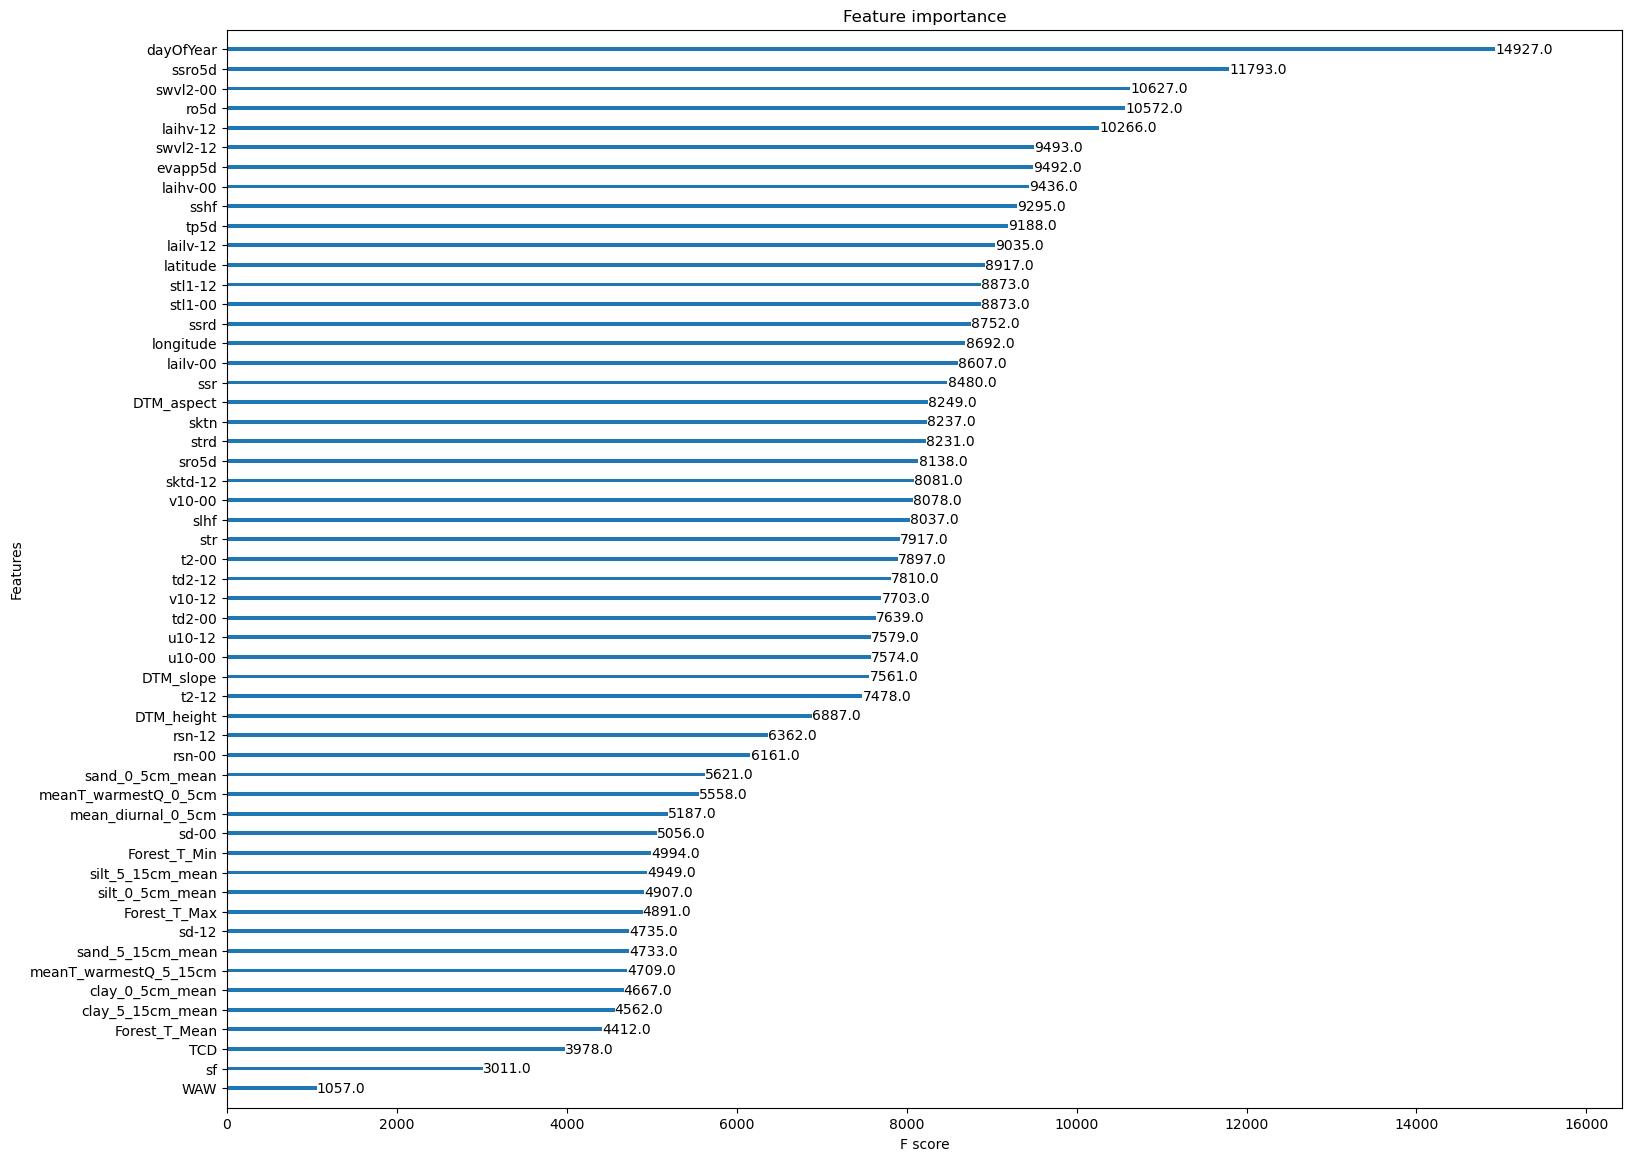 Feature importance
dayOfYear 14927.0
ssro5d 11793.0
swvl2-00 10627.0
ro5d 10572.0
laihv-12 10266.0
swvl2-12 9493.0
evapp5d 9492.0
laihv-00 9436.0
sshf 9295.0
tp5d 9188.0
lailv-12 9035.0
latitude 8917.0
stl1-12 8873.0
stl1-00 8873.0
ssrd 8752.0
longitude 8692.0
lailv-00 8607.0
ssr 8480.0
DTM_aspect 8249.0
sktn 8237.0
strd 8231.0
sro5d 8138.0
sktd-12 8081.0
v10-00 8078.0
slhf 8037.0
str 7917.0
t2-00 7897.0
td2-12 7810.0
v10-12 7703.0
td2-00 7639.0
u10-12 7579.0
u10-00 7574.0
DTM_slope 7561.0
t2-12 7478.0
DTM_height 6887.0
rsn-12 6362.0
rsn-00 6161.0
sand_0_5cm_mean 5621.0
meanT_warmestQ_0_5cm 5558.0
mean_diurnal_0_5cm 5187.0
sd-00 5056.0
Forest_T_Min 4994.0
silt_5_15cm_mean 4949.0
silt_0_5cm_mean 4907.0
Forest_T_Max 4891.0
sd-12 4735.0
sand_5_15cm_mean 4733.0
meanT_warmestQ_5_15cm 4709.0
clay_0_5cm_mean 4667.0
clay_5_15cm_mean 4562.0
Forest_T_Mean 4412.0
TCD 3978.0
sf 3011.0
WAW 1057.0
0 2000 4000 6000 8000 10000 12000 14000 16000
F score
Features